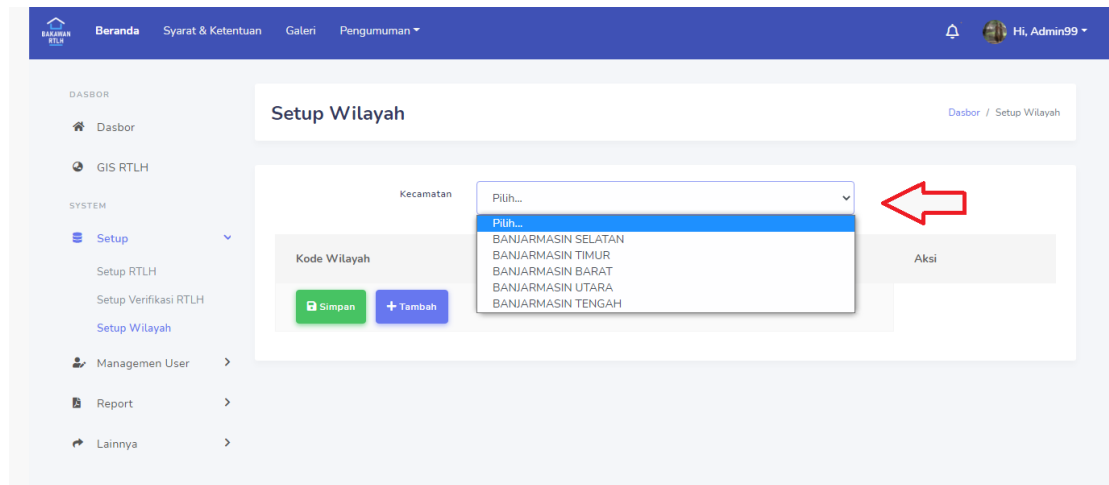 BAKAWAN
RTLH
Beranda Syarat & Ketentuan Galeri Pengumuman
Hi, Admin99
DASBOR
Dasbor
GIS RTLH
SYSTEM
Setup
Setup RTLH
Setup Verifikasi RTLH
Setup Wilayah
Managemen User
Report
Lainnya
Setup Wilayah
Dasbor / Setup Wilayah
Kecamatan
Pilih...
Pilih...
BANJARMASIN SELATAN
BANJARMASIN TIMUR
BANJARMASIN BARAT
BANJARMASIN UTARA
BANJARMASIN TENGAH
Kode Wilayah
Aksi
Simpan
+ Tambah